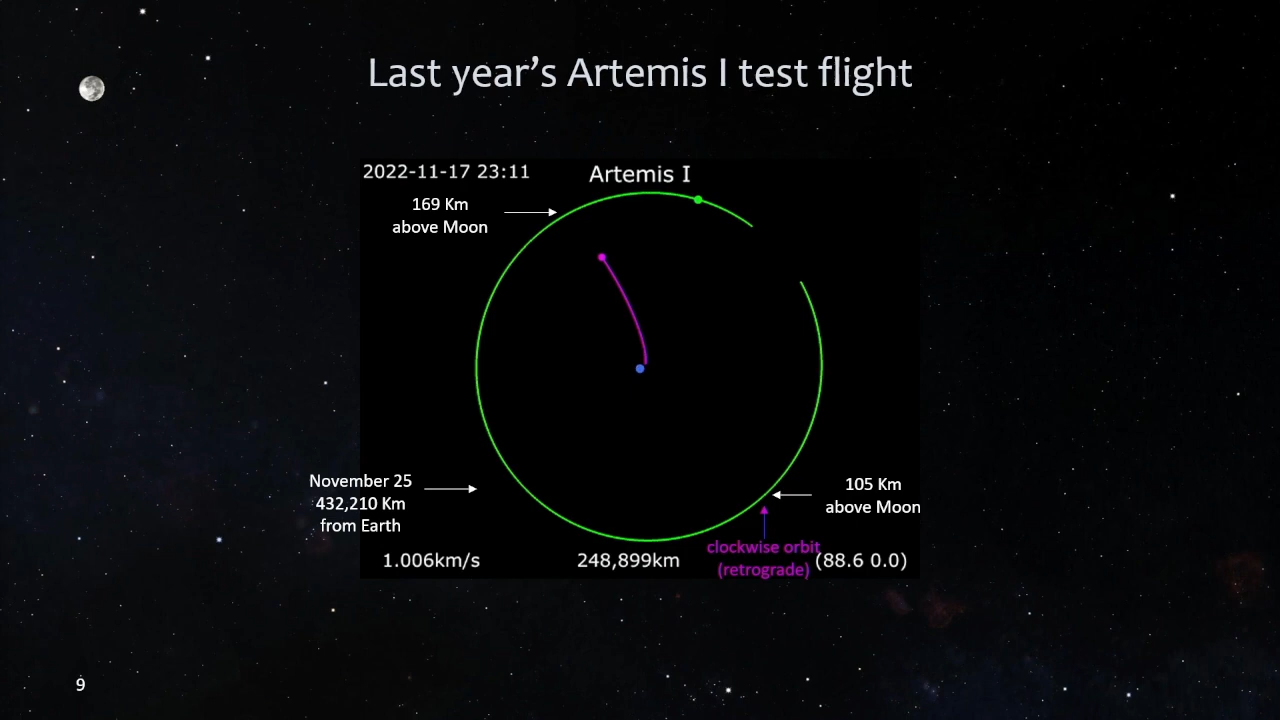 Last year’s Artemis I test flight
2022-11-17 23:11
Artemis I
169 Km
above Moon
November 25
432,210 Km
from Earth
105 Km
above Moon
clockwise orbit
(retrograde)
1.006km/s
248,899km
(88.6 0.0)
9